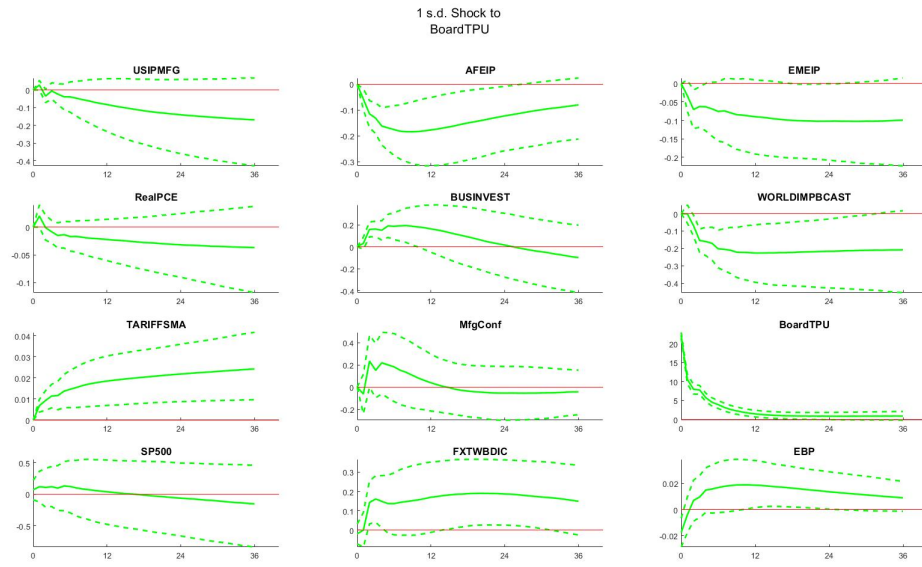 1 s.d. Shock to
BoardTPU
USIPMFG
0
-0.1
-0.2
-0.3
-0.4
0 12 24 36
AFEIP
0
-0.1
-0.2
-0.3
0 12 24 36
EMEIP
0
-0.05
-0.1
-0.15
-0.2
0 12 24 36
RealPCE
0
-0.05
-0.1
0 12 24 36
BUSINVEST
0.2
0
-0.2
-0.4
0 12 24 36
WORLDIMPBCAST
0
-0.1
-0.2
-0.3
-0.4
0 12 24 36
TARIFFSMA
0.04
0.03
0.02
0.01
0
0 12 24 36
MfgConf
0.4
0.2
0
-0.2
0 12 24 36
BoardTPU
20
15
10
5
0
0 12 24 36
SP500
0.5
0
-0.5
0 12 24 36
FXTWBDIC
0.3
0.2
0.1
0
0 12 24 36
EBP
0.02
0
-0.02
0 12 24 36